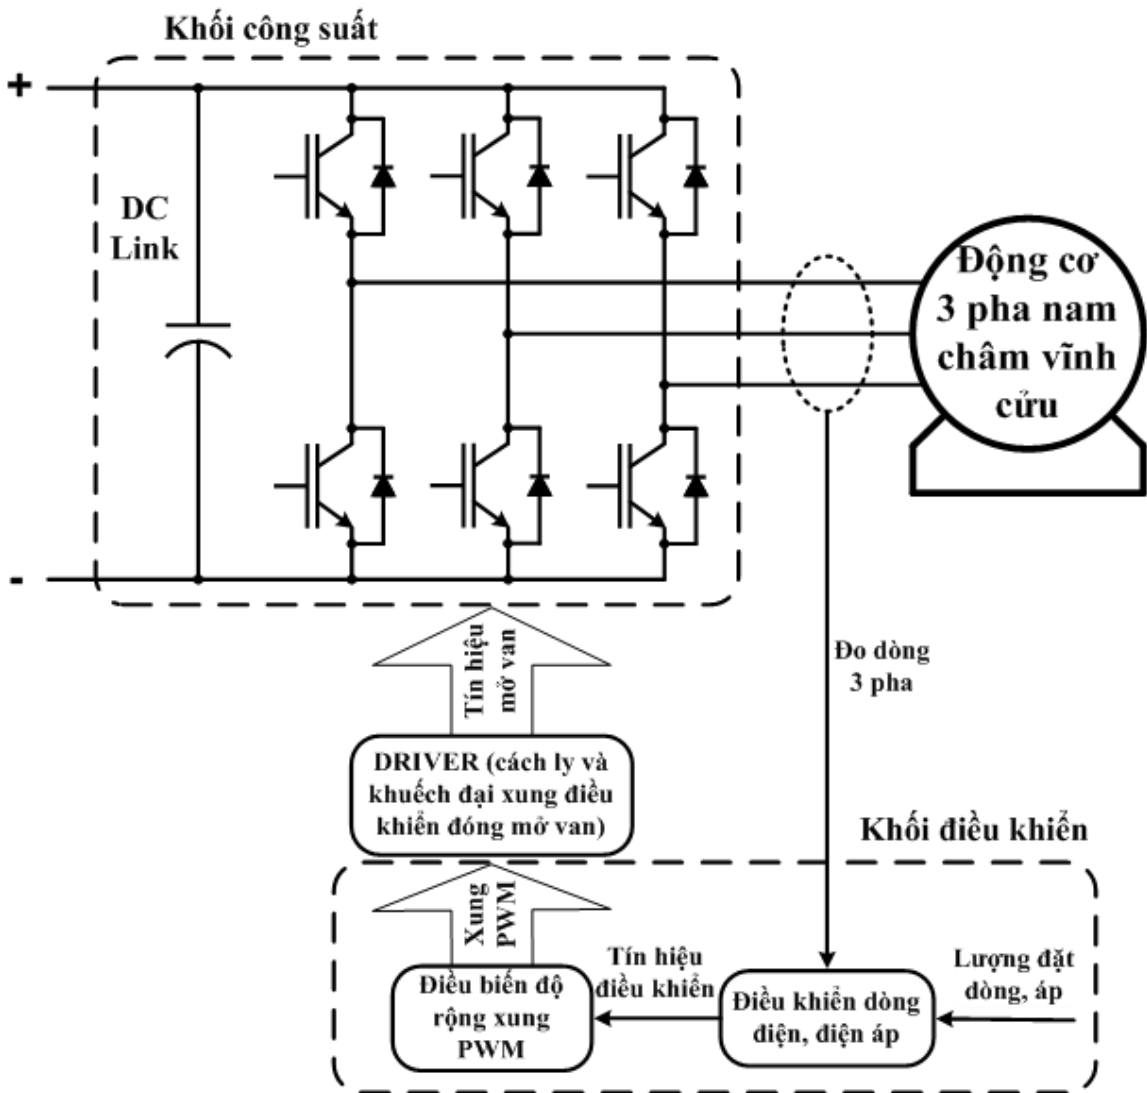 Khối công suất
+
DC
Link
-
Động cơ
3 pha nam
châm vĩnh
cửu
Tín hiệu
mở van
Đo dòng
3 pha
DRIVER (cách ly và
khuếch đại xung điều
khiển đóng mở van)
Khối điều khiển
Xung
PWM
Điều biến độ
rộng xung
PWM
Tín hiệu
điều khiển
Điều khiển dòng
điện, điện áp
Lượng đặt
dòng, áp